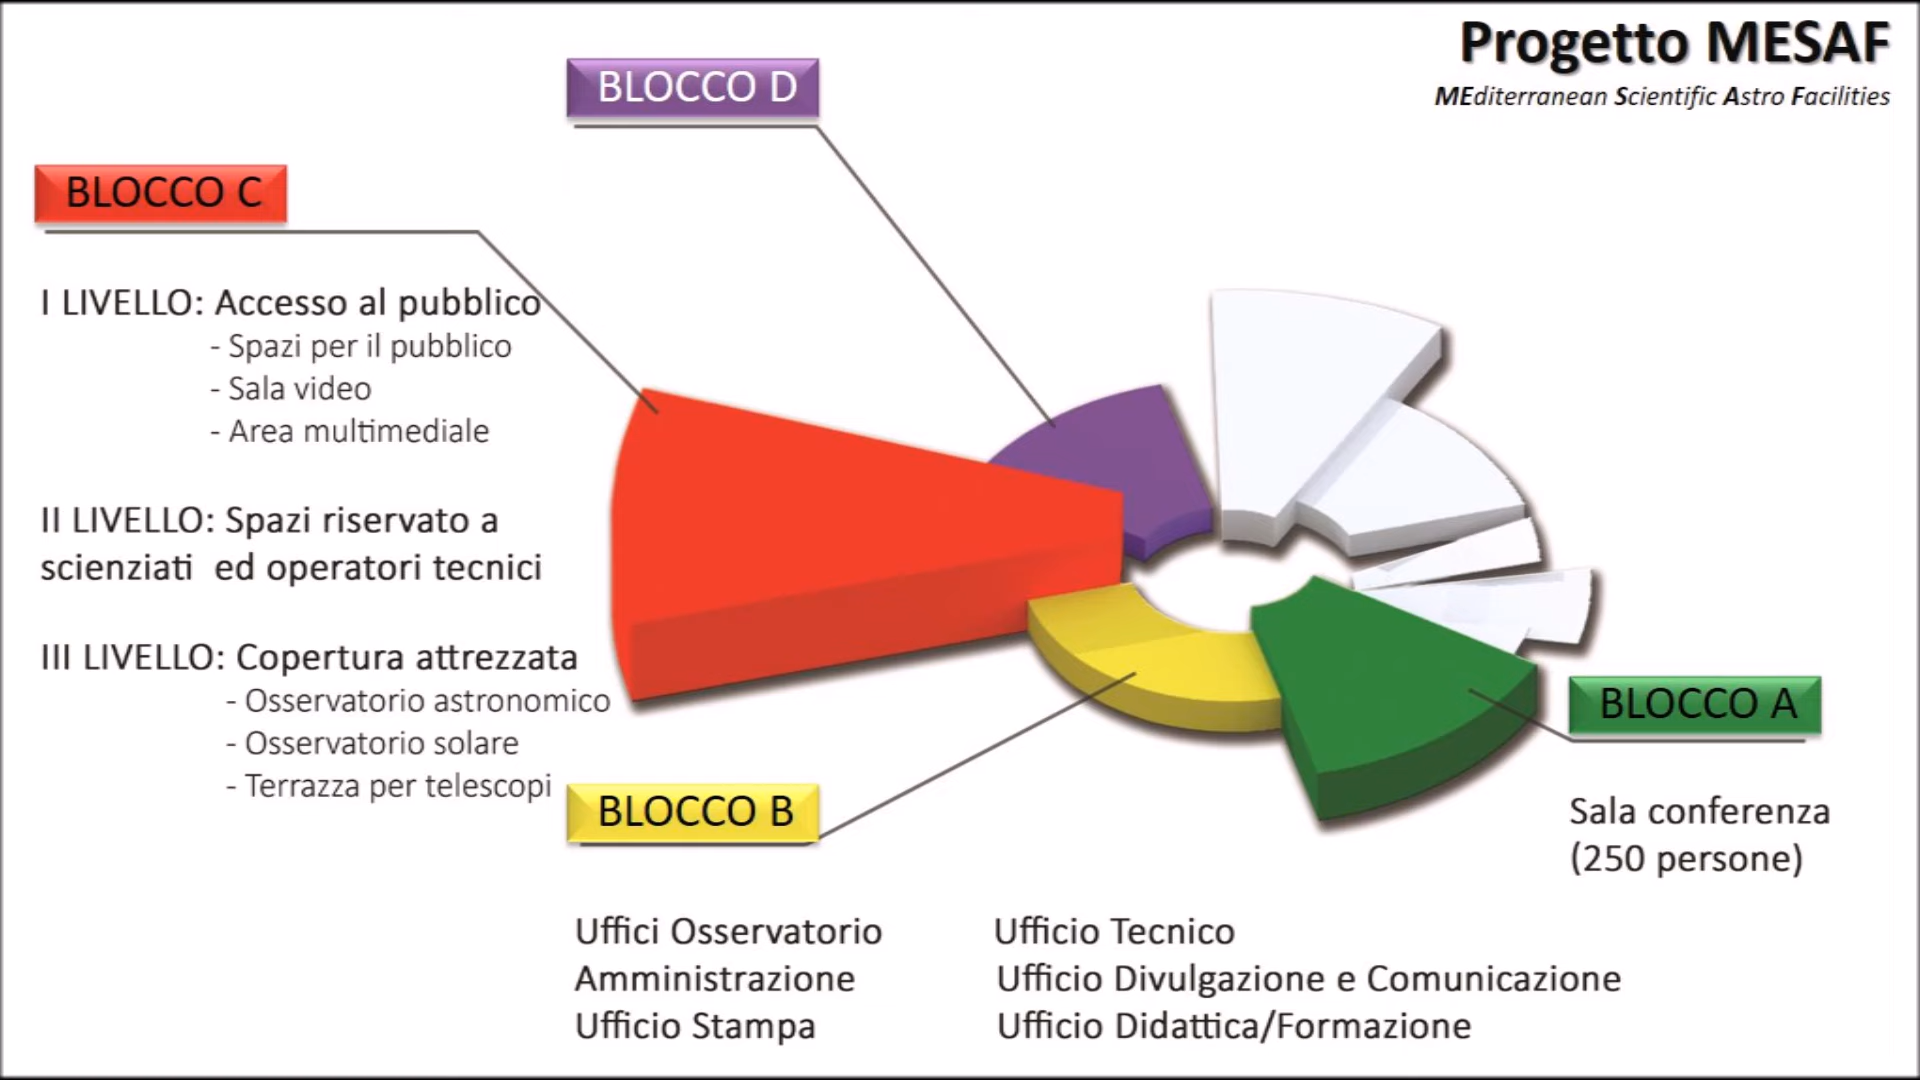 Progetto MESAF
MEditerranean Scientific Astro Facilities
BLOCCO D
BLOCCO C
I LIVELLO: Accesso al pubblico
- Spazi per il pubblico
- Sala video
- Area multimediale
II LIVELLO: Spazi riservato a
scienziati ed operatori tecnici
III LIVELLO: Copertura attrezzata
- Osservatorio astronomico
- Osservatorio solare
- Terrazza per telescopi
BLOCCO A
Sala conferenza
(250 persone)
BLOCCO B
Uffici Osservatorio
Amministrazione
Ufficio Stampa
Ufficio Tecnico
Ufficio Divulgazione e Comunicazione
Ufficio Didattica/Formazione